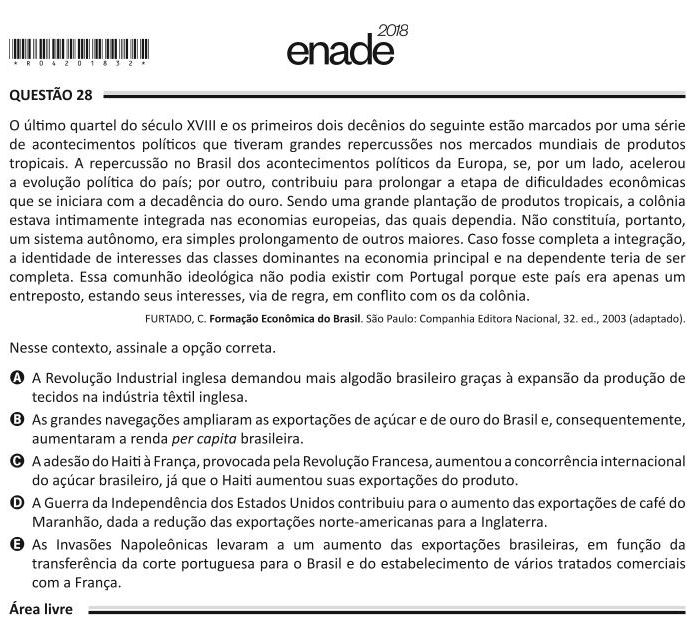 enade 2018
*R04201832*
QUESTÃO 28
O último quartel do século XVIII e os primeiros dois decênios do seguinte estão marcados por uma série
de acontecimentos políticos que tiveram grandes repercussões nos mercados mundiais de produtos
tropicais. A repercussão no Brasil dos acontecimentos políticos da Europa, se, por um lado, acelerou
a evolução política do país; por outro, contribuiu para prolongar a etapa de dificuldades econômicas
que se iniciara com a decadência do ouro. Sendo uma grande plantação de produtos tropicais, a colônia
estava intimamente integrada nas economias europeias, das quais dependia. Não constituía, portanto,
um sistema autônomo, era simples prolongamento de outros maiores. Caso fosse completa a integração,
a identidade de interesses das classes dominantes na economia principal e na dependente teria de ser
completa. Essa comunhão ideológica não podia existir com Portugal porque este país era apenas um
entreposto, estando seus interesses, via de regra, em conflito com os da colônia.
FURTADO, C. Formação Econômica do Brasil. São Paulo: Companhia Editora Nacional, 32. ed., 2003 (adaptado).
Nesse contexto, assinale a opção correta.
A A Revolução Industrial inglesa demandou mais algodão brasileiro graças à expansão da produção de
tecidos na indústria têxtil inglesa.
B As grandes navegações ampliaram as exportações de açúcar e de ouro do Brasil e, consequentemente,
aumentaram a renda per capita brasileira.
C A adesão do Haiti à França, provocada pela Revolução Francesa, aumentou a concorrência internacional
do açúcar brasileiro, já que o Haiti aumentou suas exportações do produto.
D A Guerra da Independência dos Estados Unidos contribuiu para o aumento das exportações de café do
Maranhão, dada a redução das exportações norte-americanas para a Inglaterra.
E As Invasões Napoleônicas levaram a um aumento das exportações brasileiras, em função da
transferência da corte portuguesa para o Brasil e do estabelecimento de vários tratados comerciais
com a França.
Área livre